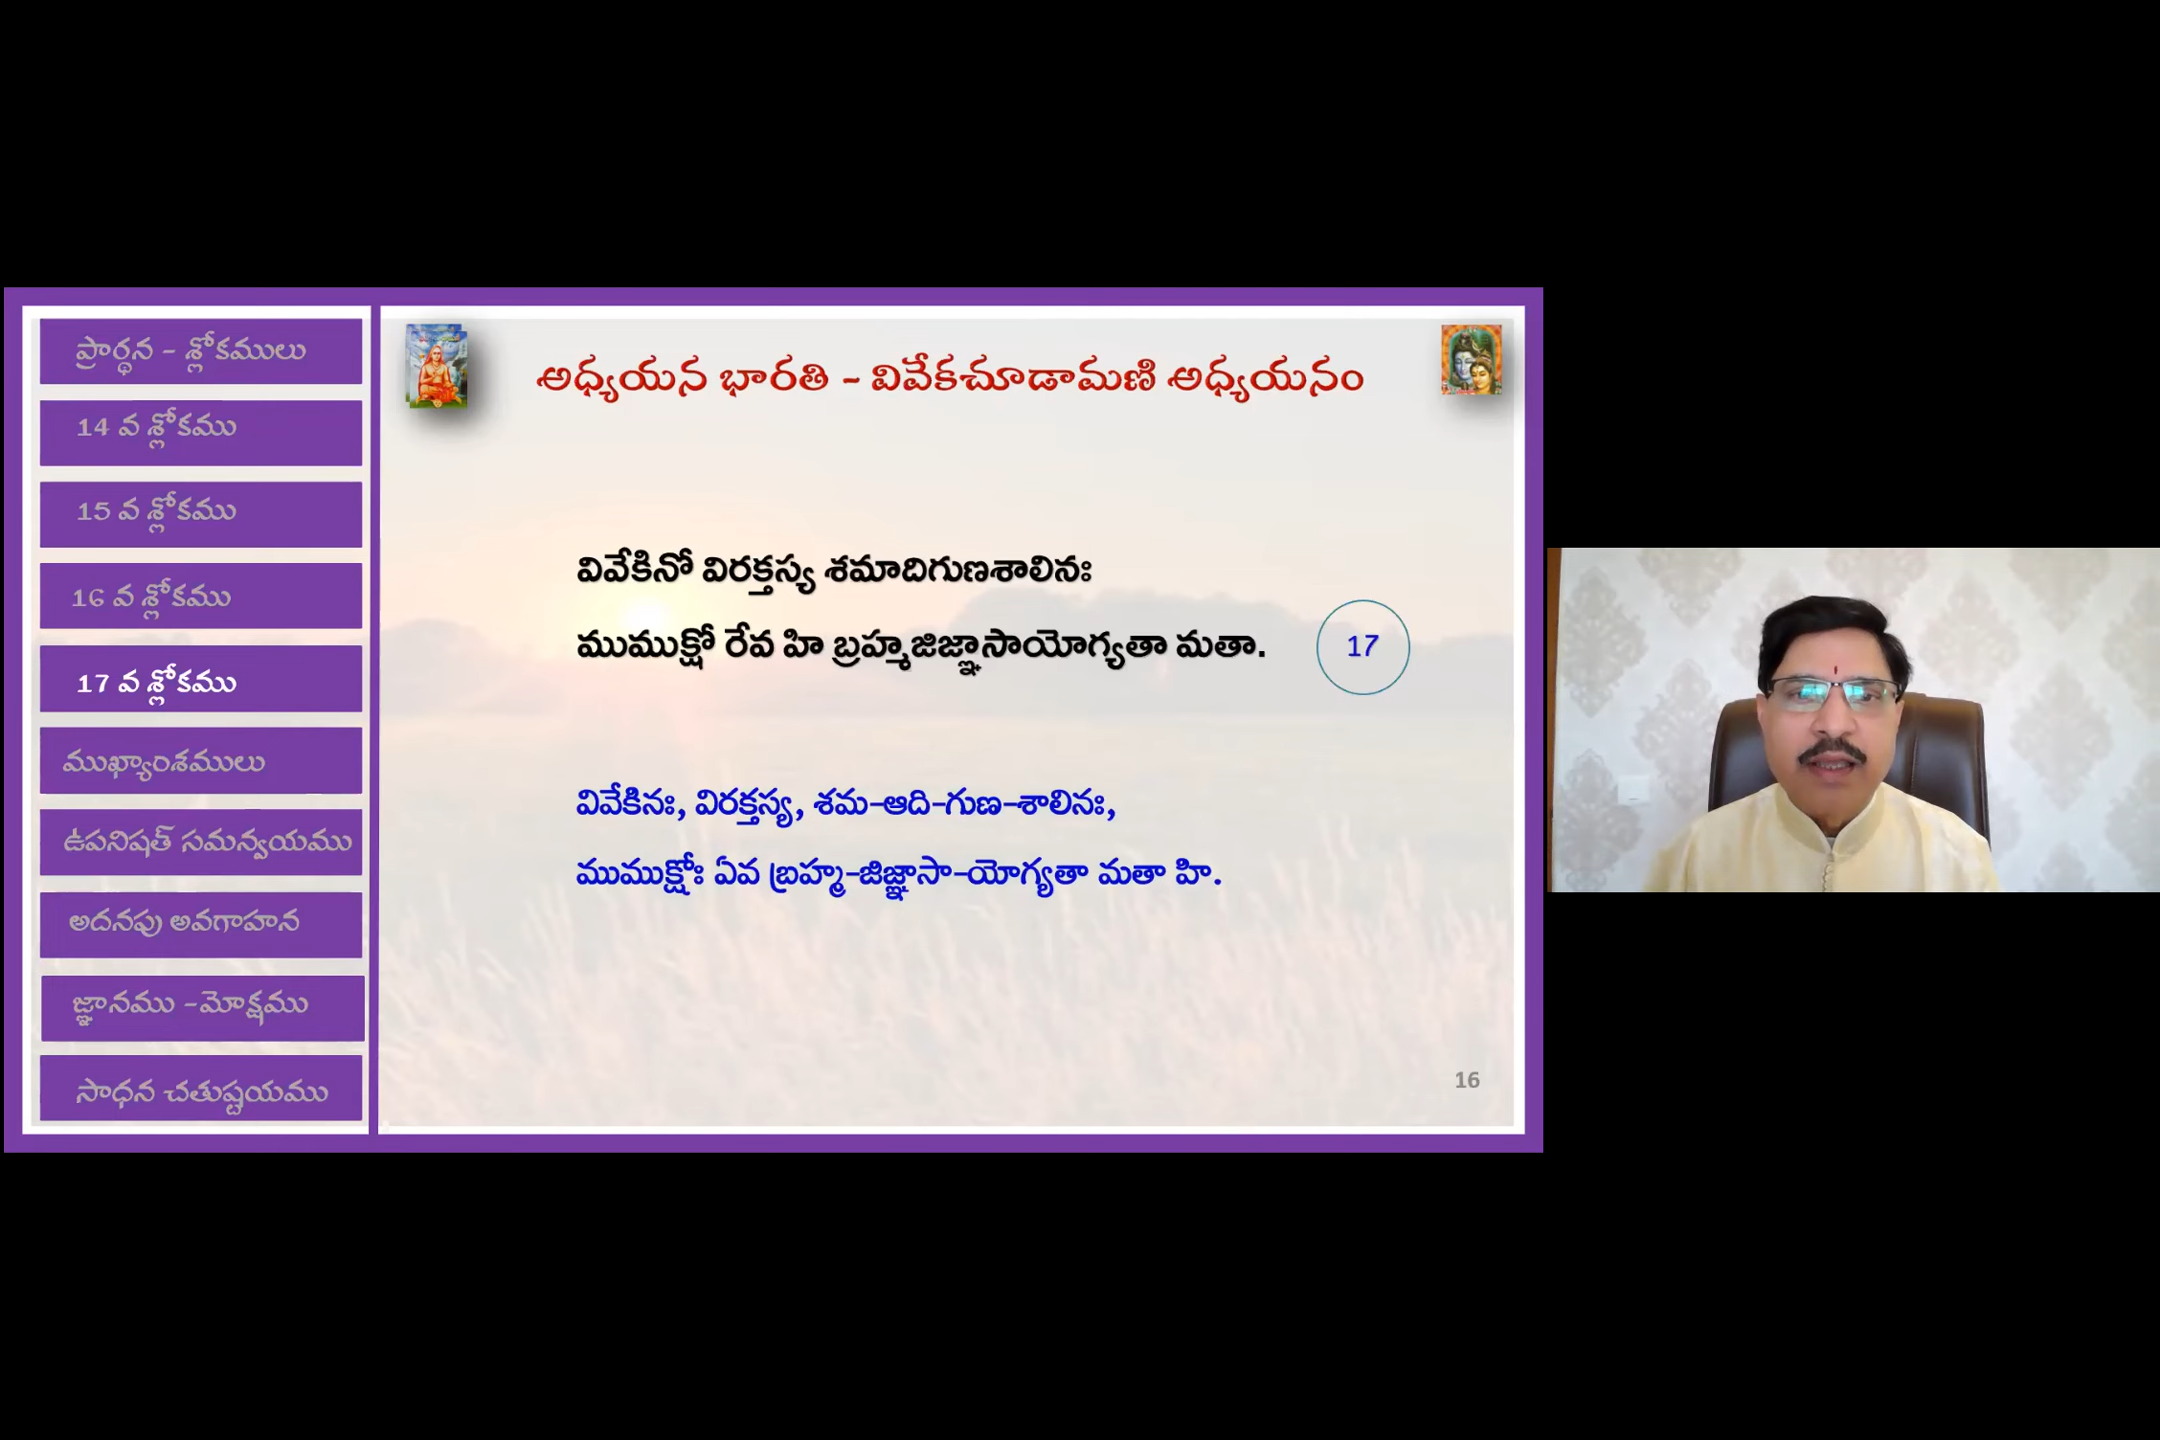 ప్రార్థన - శ్లోకములు
14 వ శ్లోకము
15 వ శ్లోకము
16 వ శ్లోకము
17 వ శ్లోకము
ముఖ్యాంశములు
ఉపనిషత్ సమన్వయము
అదనపు అవగాహన
జ్ఞానము -మోక్షము
సాధన చతుష్టయము
అధ్యయన భారతి - వివేకచూడామణి అధ్యయనం
వివేకినో విరక్తస్య శమాదిగుణశాలినః
ముముక్షో రేవ హి బ్రహ్మజిజ్ఞాసాయోగ్యతా మతా.
17
వివేకినః, విరక్తస్య, శమ-ఆది-గుణ-శాలినః,
ముముక్షోః ఏవ బ్రహ్మ-జిజ్ఞాసా-యోగ్యతా మతా హి.
16